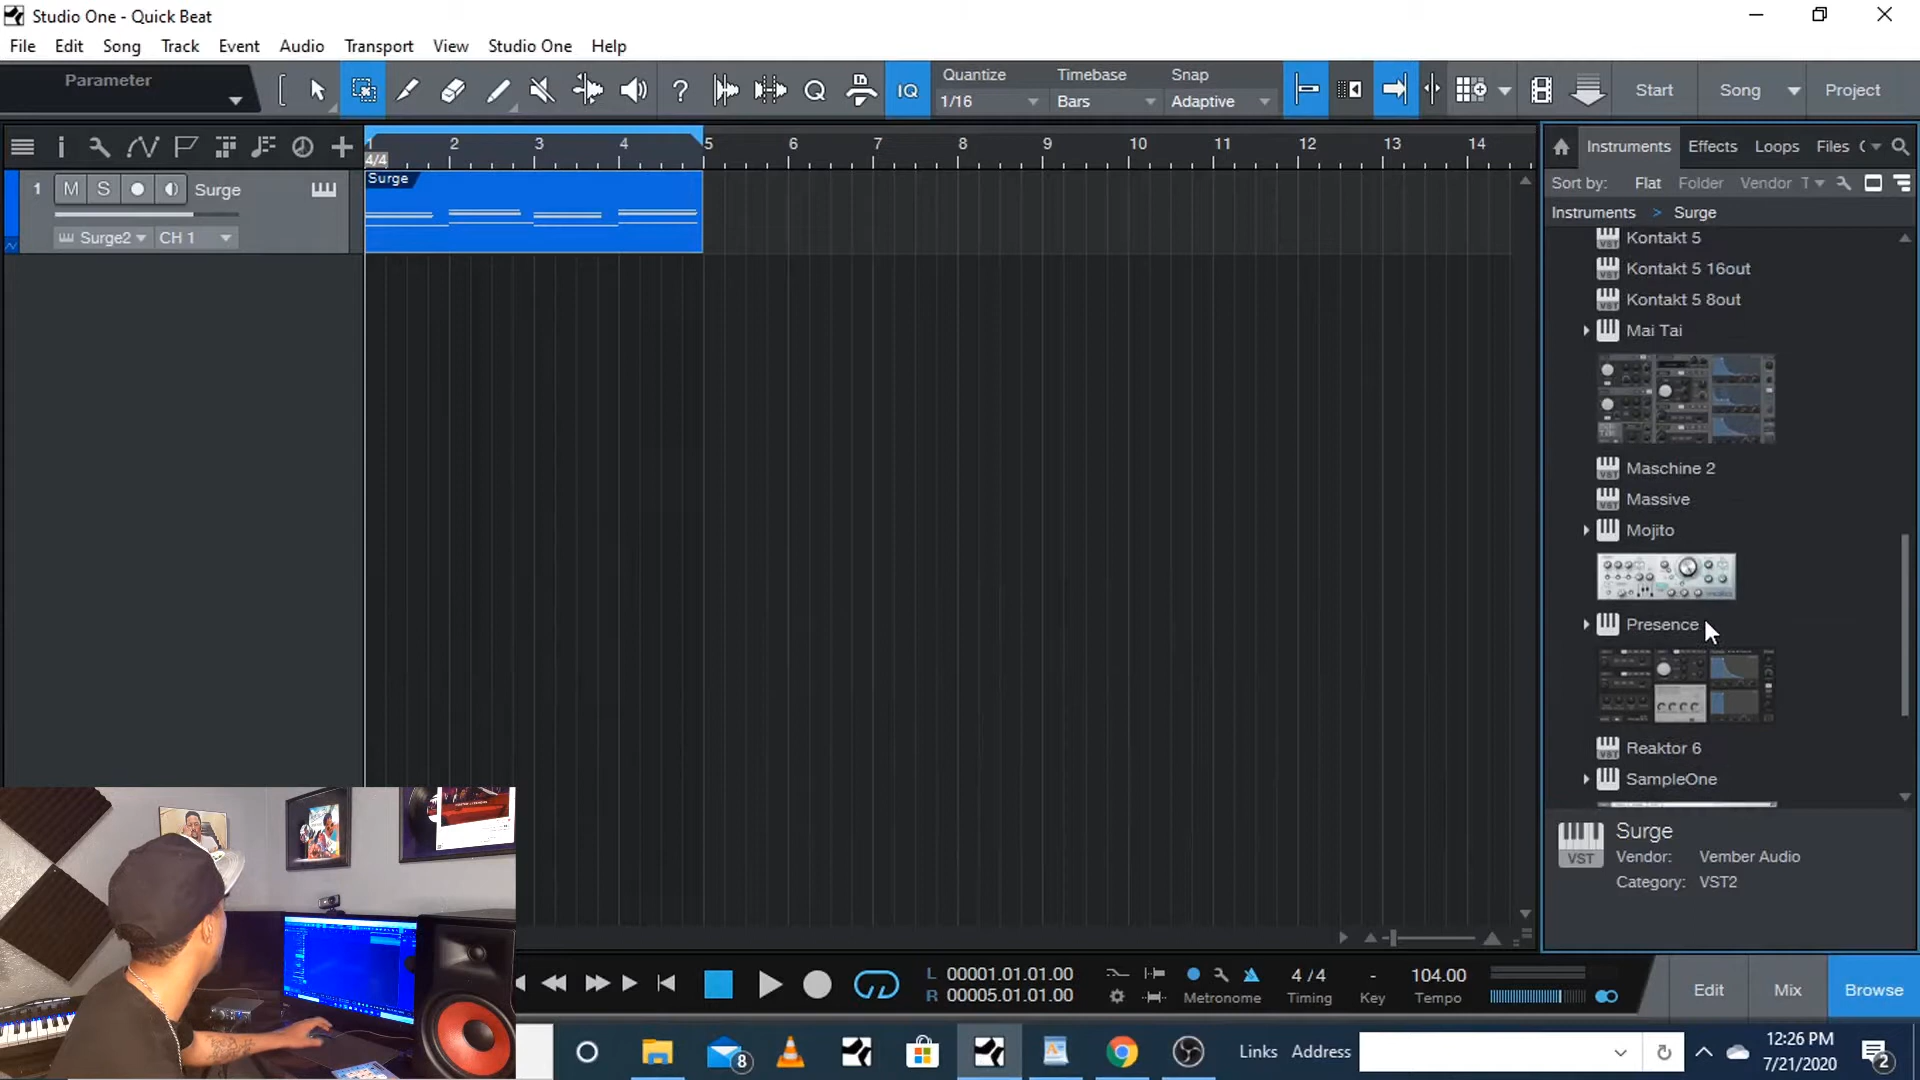 Studio One - Quick Beat
File Edit Song Track Event Audio Transport View Studio One Help
Parameter
Quantize Timebase Snap
1/16 Bars Adaptive
IQ
Start Song Project
1 2 3 4 5 6 7 8 9 10 11 12 13 14
4/4
1 M S Surge
Surge2 CH 1
Surge
Instruments Effects Loops Files
Sort by: Flat Folder Vendor T
Instruments > Surge
Kontakt 5
Kontakt 5 16out
Kontakt 5 8out
Mai Tai
Maschine 2
Massive
Mojito
Presence
Reaktor 6
SampleOne
Surge
VST
Vendor: Vember Audio
Category: VST2
L 00001.01.01.00
R 00005.01.01.00
Metronome
4 / 4
Timing
-
Key
104.00
Tempo
Edit Mix Browse
8
Links Address
12:26 PM
7/21/2020
2